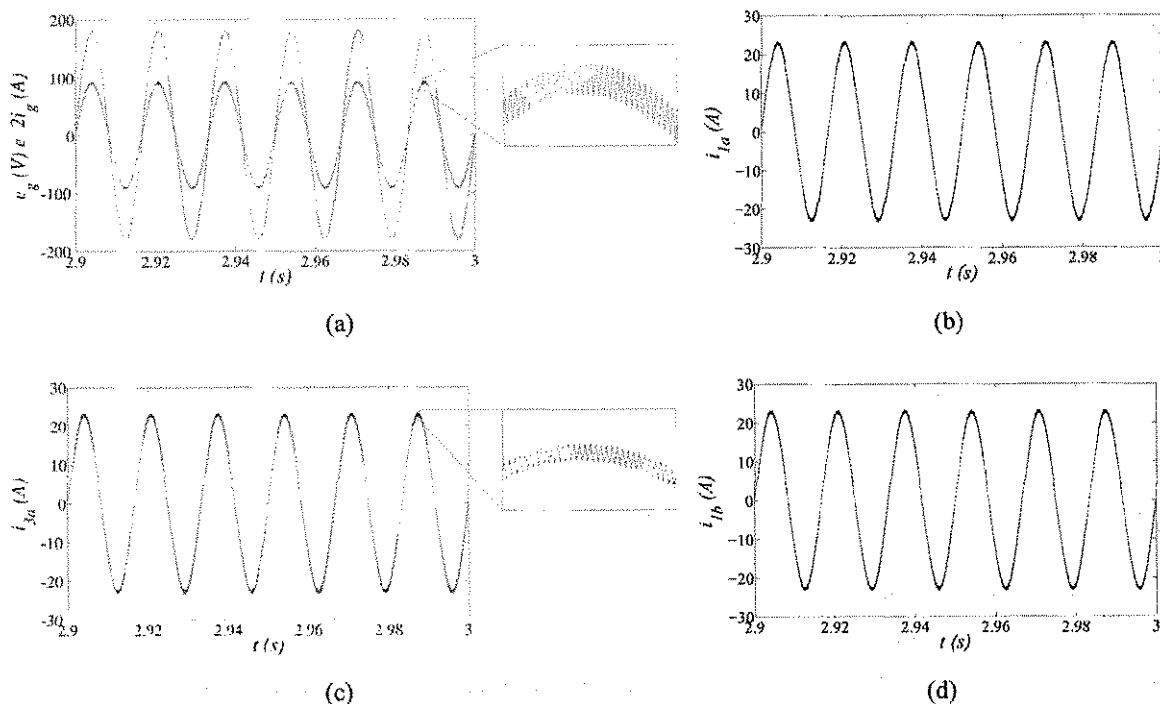 200
100
0
-100
-200
v_g (V) e 2i_g (A)
2.9 2.92 2.94 2.96 2.98 3
t (s)
(a)
30
20
10
0
−10
−20
−30
i_1a (A)
2.9 2.92 2.94 2.96 2.98
t (s)
(b)
30
20
10
0
-10
-20
-30
i_3a (A)
2.9 2.92 2.94 2.96 2.98 3
t (s)
(c)
30
20
10
0
−10
−20
−30
i_1b (A)
2.9 2.92 2.94 2.96 2.98 3
t (s)
(d)